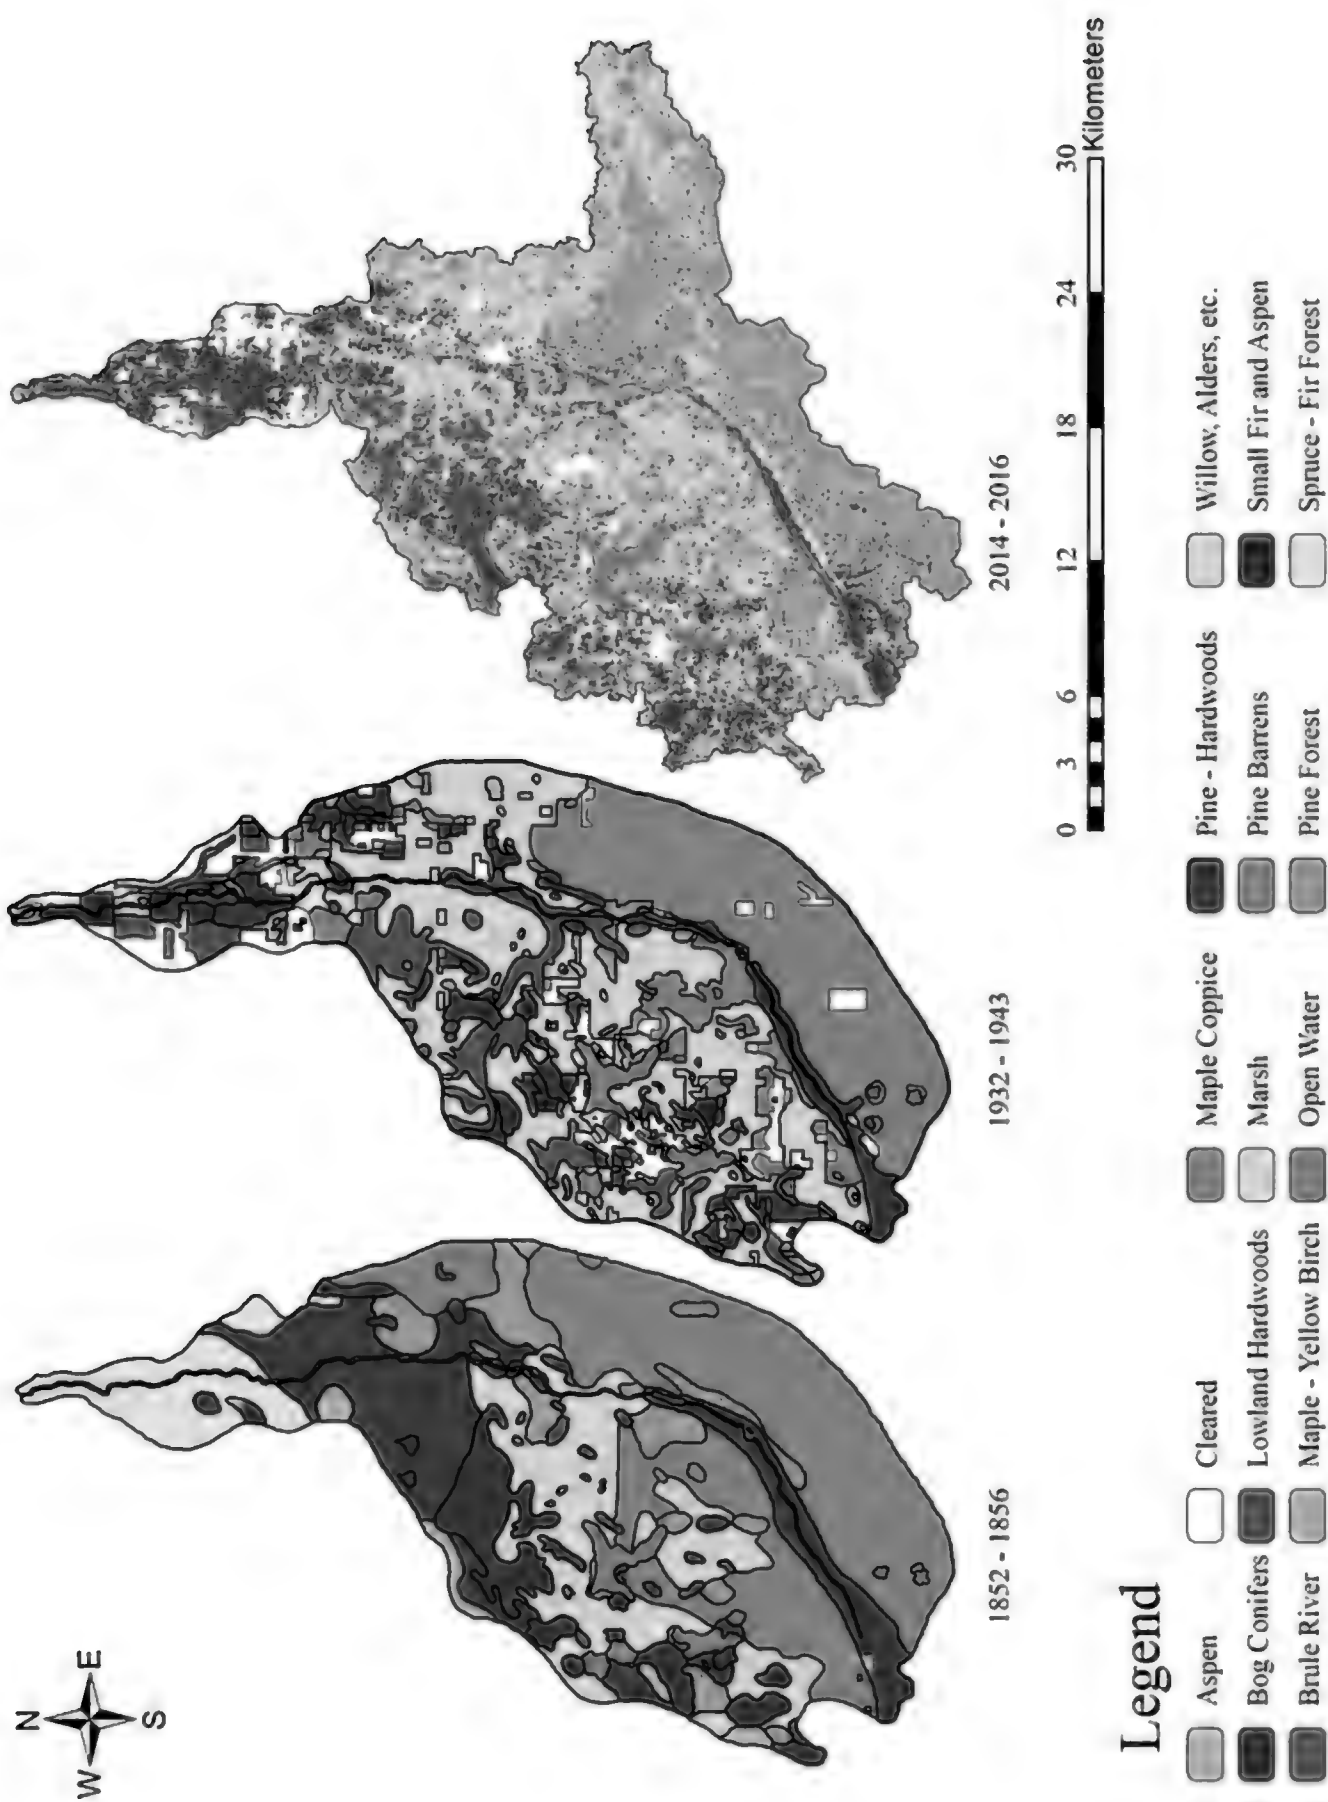 N
W E
S
1852 - 1856
1932 - 1943
2014 - 2016
0 3 6 12 18 24 30
Kilometers
Legend
Aspen
Bog Conifers
Brule River
Cleared
Lowland Hardwoods
Maple - Yellow Birch
Maple Coppice
Marsh
Open Water
Pine - Hardwoods
Pine Barrens
Pine Forest
Willow, Alders, etc.
Small Fir and Aspen
Spruce - Fir Forest